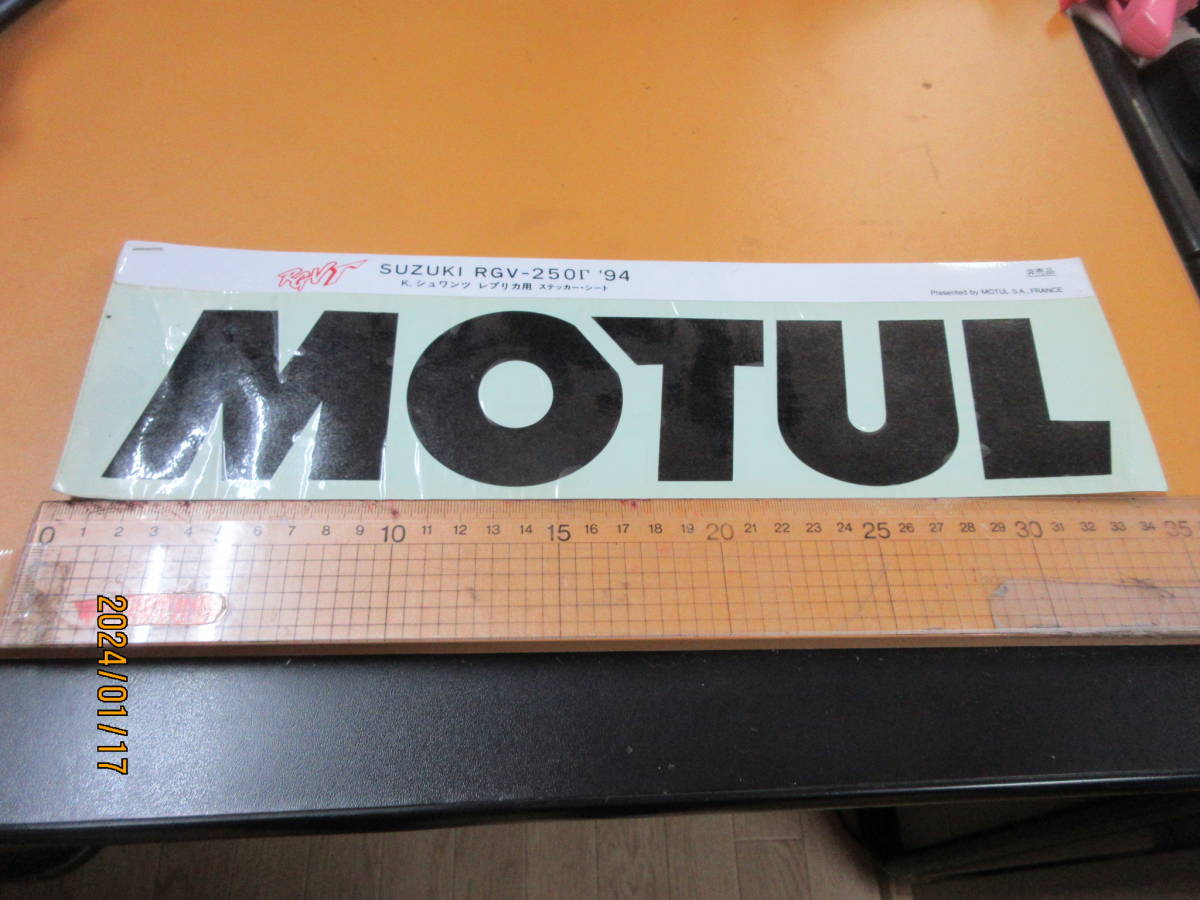 RGVΓ
SUZUKI RGV-250Γ '94
K. シュワンツ レプリカ用 ステッカー・シート
非売品
Presented by MOTUL S.A., FRANCE
MOTUL
0 1 2 3 4 5 6 7 8 9 10 11 12 13 14 15 16 17 18 19 20 21 22 23 24 25 26 27 28 29 30 31 32 33 34 35
2024/01/17